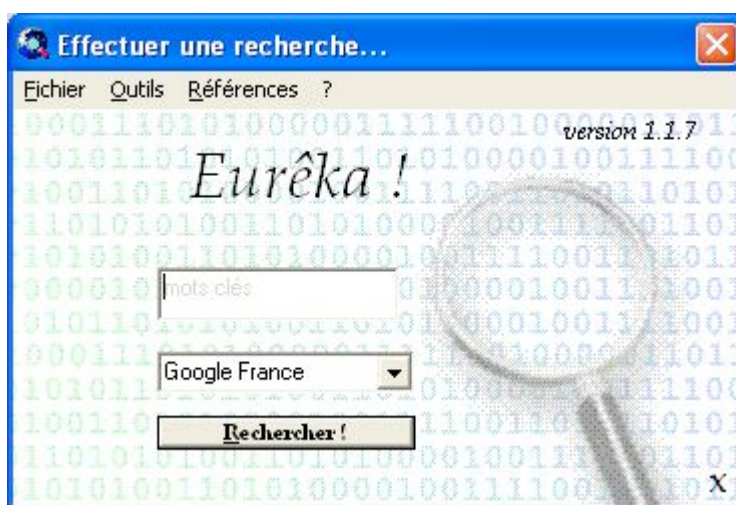 Effectuer une recherche...
Fichier Outils Références ?
version 1.1.7
Eurêka !
mots clés
Google France
Rechercher !
X